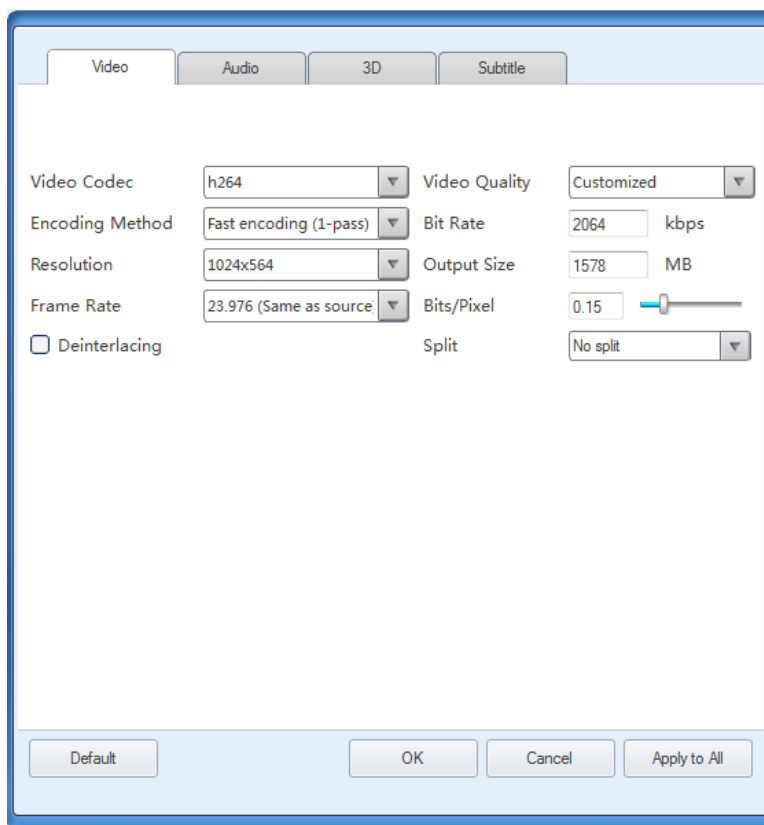 Video Audio 3D Subtitle
Video Codec h264 Video Quality Customized
Encoding Method Fast encoding (1-pass) Bit Rate 2064 kbps
Resolution 1024x564 Output Size 1578 MB
Frame Rate 23.976 (Same as source) Bits/Pixel 0.15
Deinterlacing Split No split
Default OK Cancel Apply to All